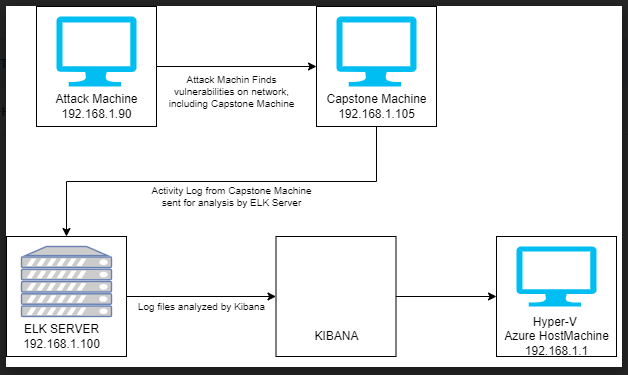 Attack Machine
192.168.1.90
Attack Machin Finds
vulnerabilities on network,
including Capstone Machine
Capstone Machine
192.168.1.105
Activity Log from Capstone Machine
sent for analysis by ELK Server
ELK SERVER
192.168.1.100
Log files analyzed by Kibana
KIBANA
Hyper-V
Azure HostMachine
192.168.1.1